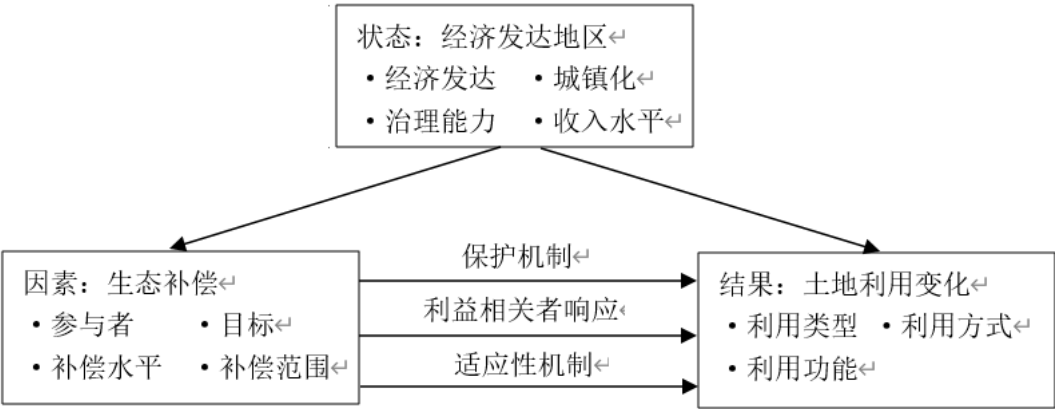 状态：经济发达地区
·经济发达 ·城镇化
·治理能力 ·收入水平
因素：生态补偿
·参与者 ·目标
·补偿水平 ·补偿范围
保护机制
利益相关者响应
适应性机制
结果：土地利用变化
·利用类型 ·利用方式
·利用功能